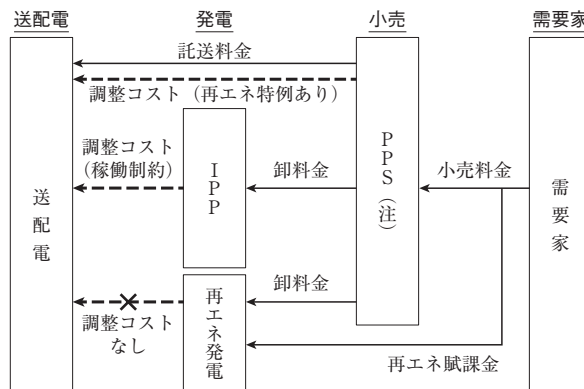 送配電
発電
小売
需要家
託送料金
調整コスト（再エネ特例あり）
調整コスト
（稼働制約）
卸料金
小売料金
送配電
IPP
PPS（注）
需要家
卸料金
再エネ発電
調整コスト
なし
再エネ賦課金